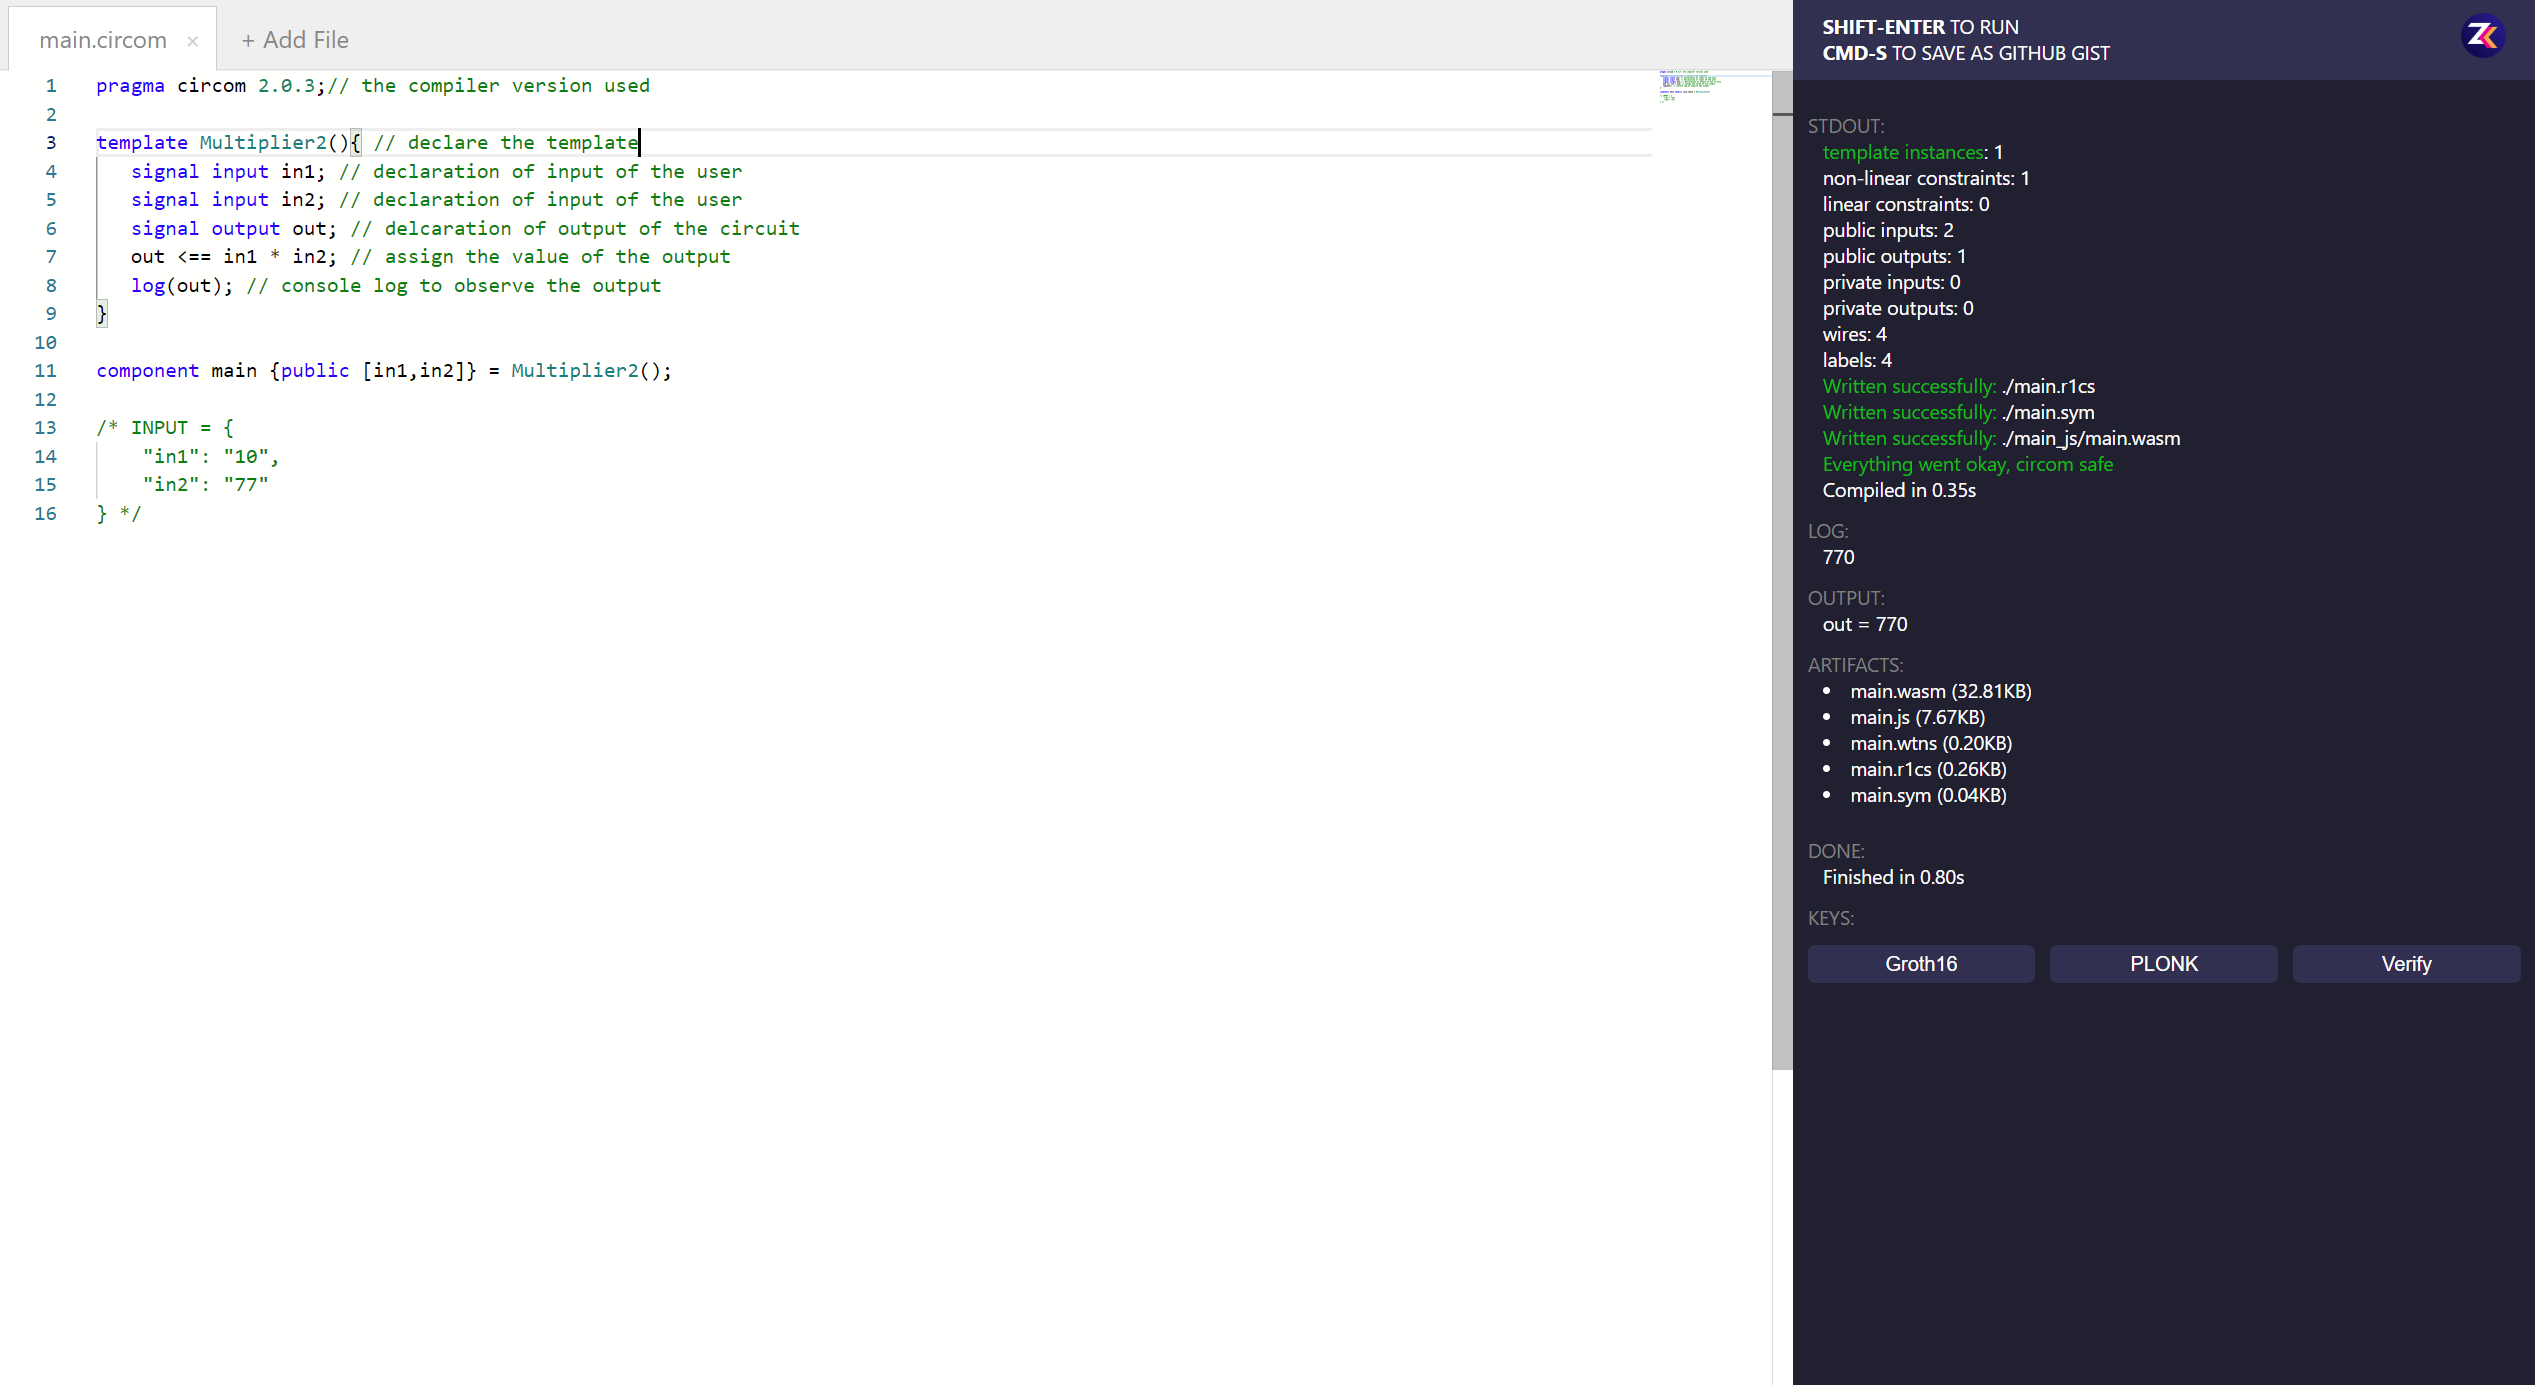 main.circom × + Add File
1 pragma circom 2.0.3;// the compiler version used
2
3 template Multiplier2(){ // declare the template
4 signal input in1; // declaration of input of the user
5 signal input in2; // declaration of input of the user
6 signal output out; // delcaration of output of the circuit
7 out <== in1 * in2; // assign the value of the output
8 log(out); // console log to observe the output
9 }
10
11 component main {public [in1,in2]} = Multiplier2();
12
13 /* INPUT = {
14 "in1": "10",
15 "in2": "77"
16 } */
SHIFT-ENTER TO RUN
CMD-S TO SAVE AS GITHUB GIST
STDOUT:
template instances: 1
non-linear constraints: 1
linear constraints: 0
public inputs: 2
public outputs: 1
private inputs: 0
private outputs: 0
wires: 4
labels: 4
Written successfully: ./main.r1cs
Written successfully: ./main.sym
Written successfully: ./main_js/main.wasm
Everything went okay, circom safe
Compiled in 0.35s
LOG:
770
OUTPUT:
out = 770
ARTIFACTS:
• main.wasm (32.81KB)
• main.js (7.67KB)
• main.wtns (0.20KB)
• main.r1cs (0.26KB)
• main.sym (0.04KB)
DONE:
Finished in 0.80s
KEYS:
Groth16 PLONK Verify